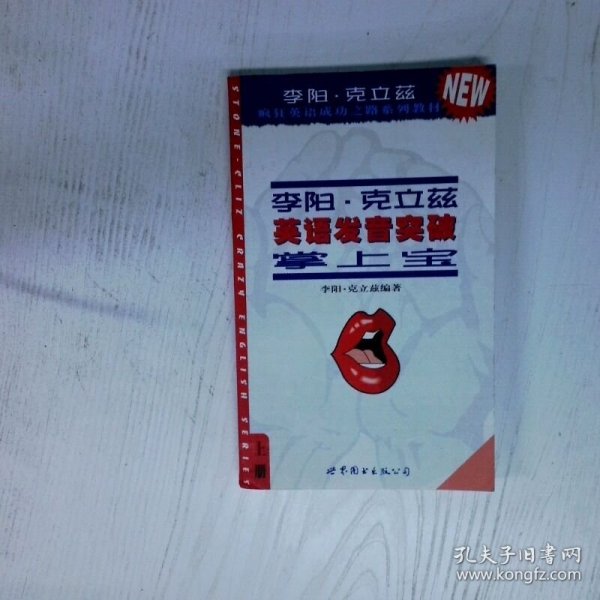 李阳·克立兹
疯狂英语成功之路系列教材
NEW
STONE·CLIZ CRAZY ENGLISH SERIES
李阳·克立兹
英语发音突破
掌上宝
李阳·克立兹编著
上册
世界图书出版公司
孔夫子旧书网
www.kongfz.com